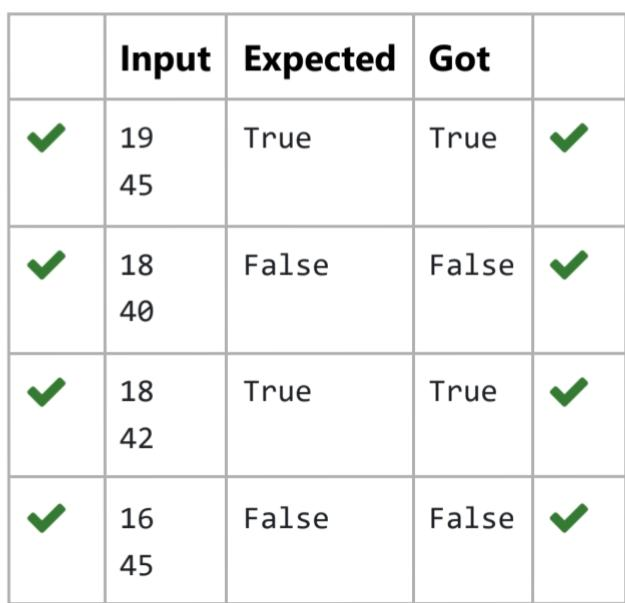 Input Expected Got
19 True True
45
18 False False
40
18 True True
42
16 False False
45